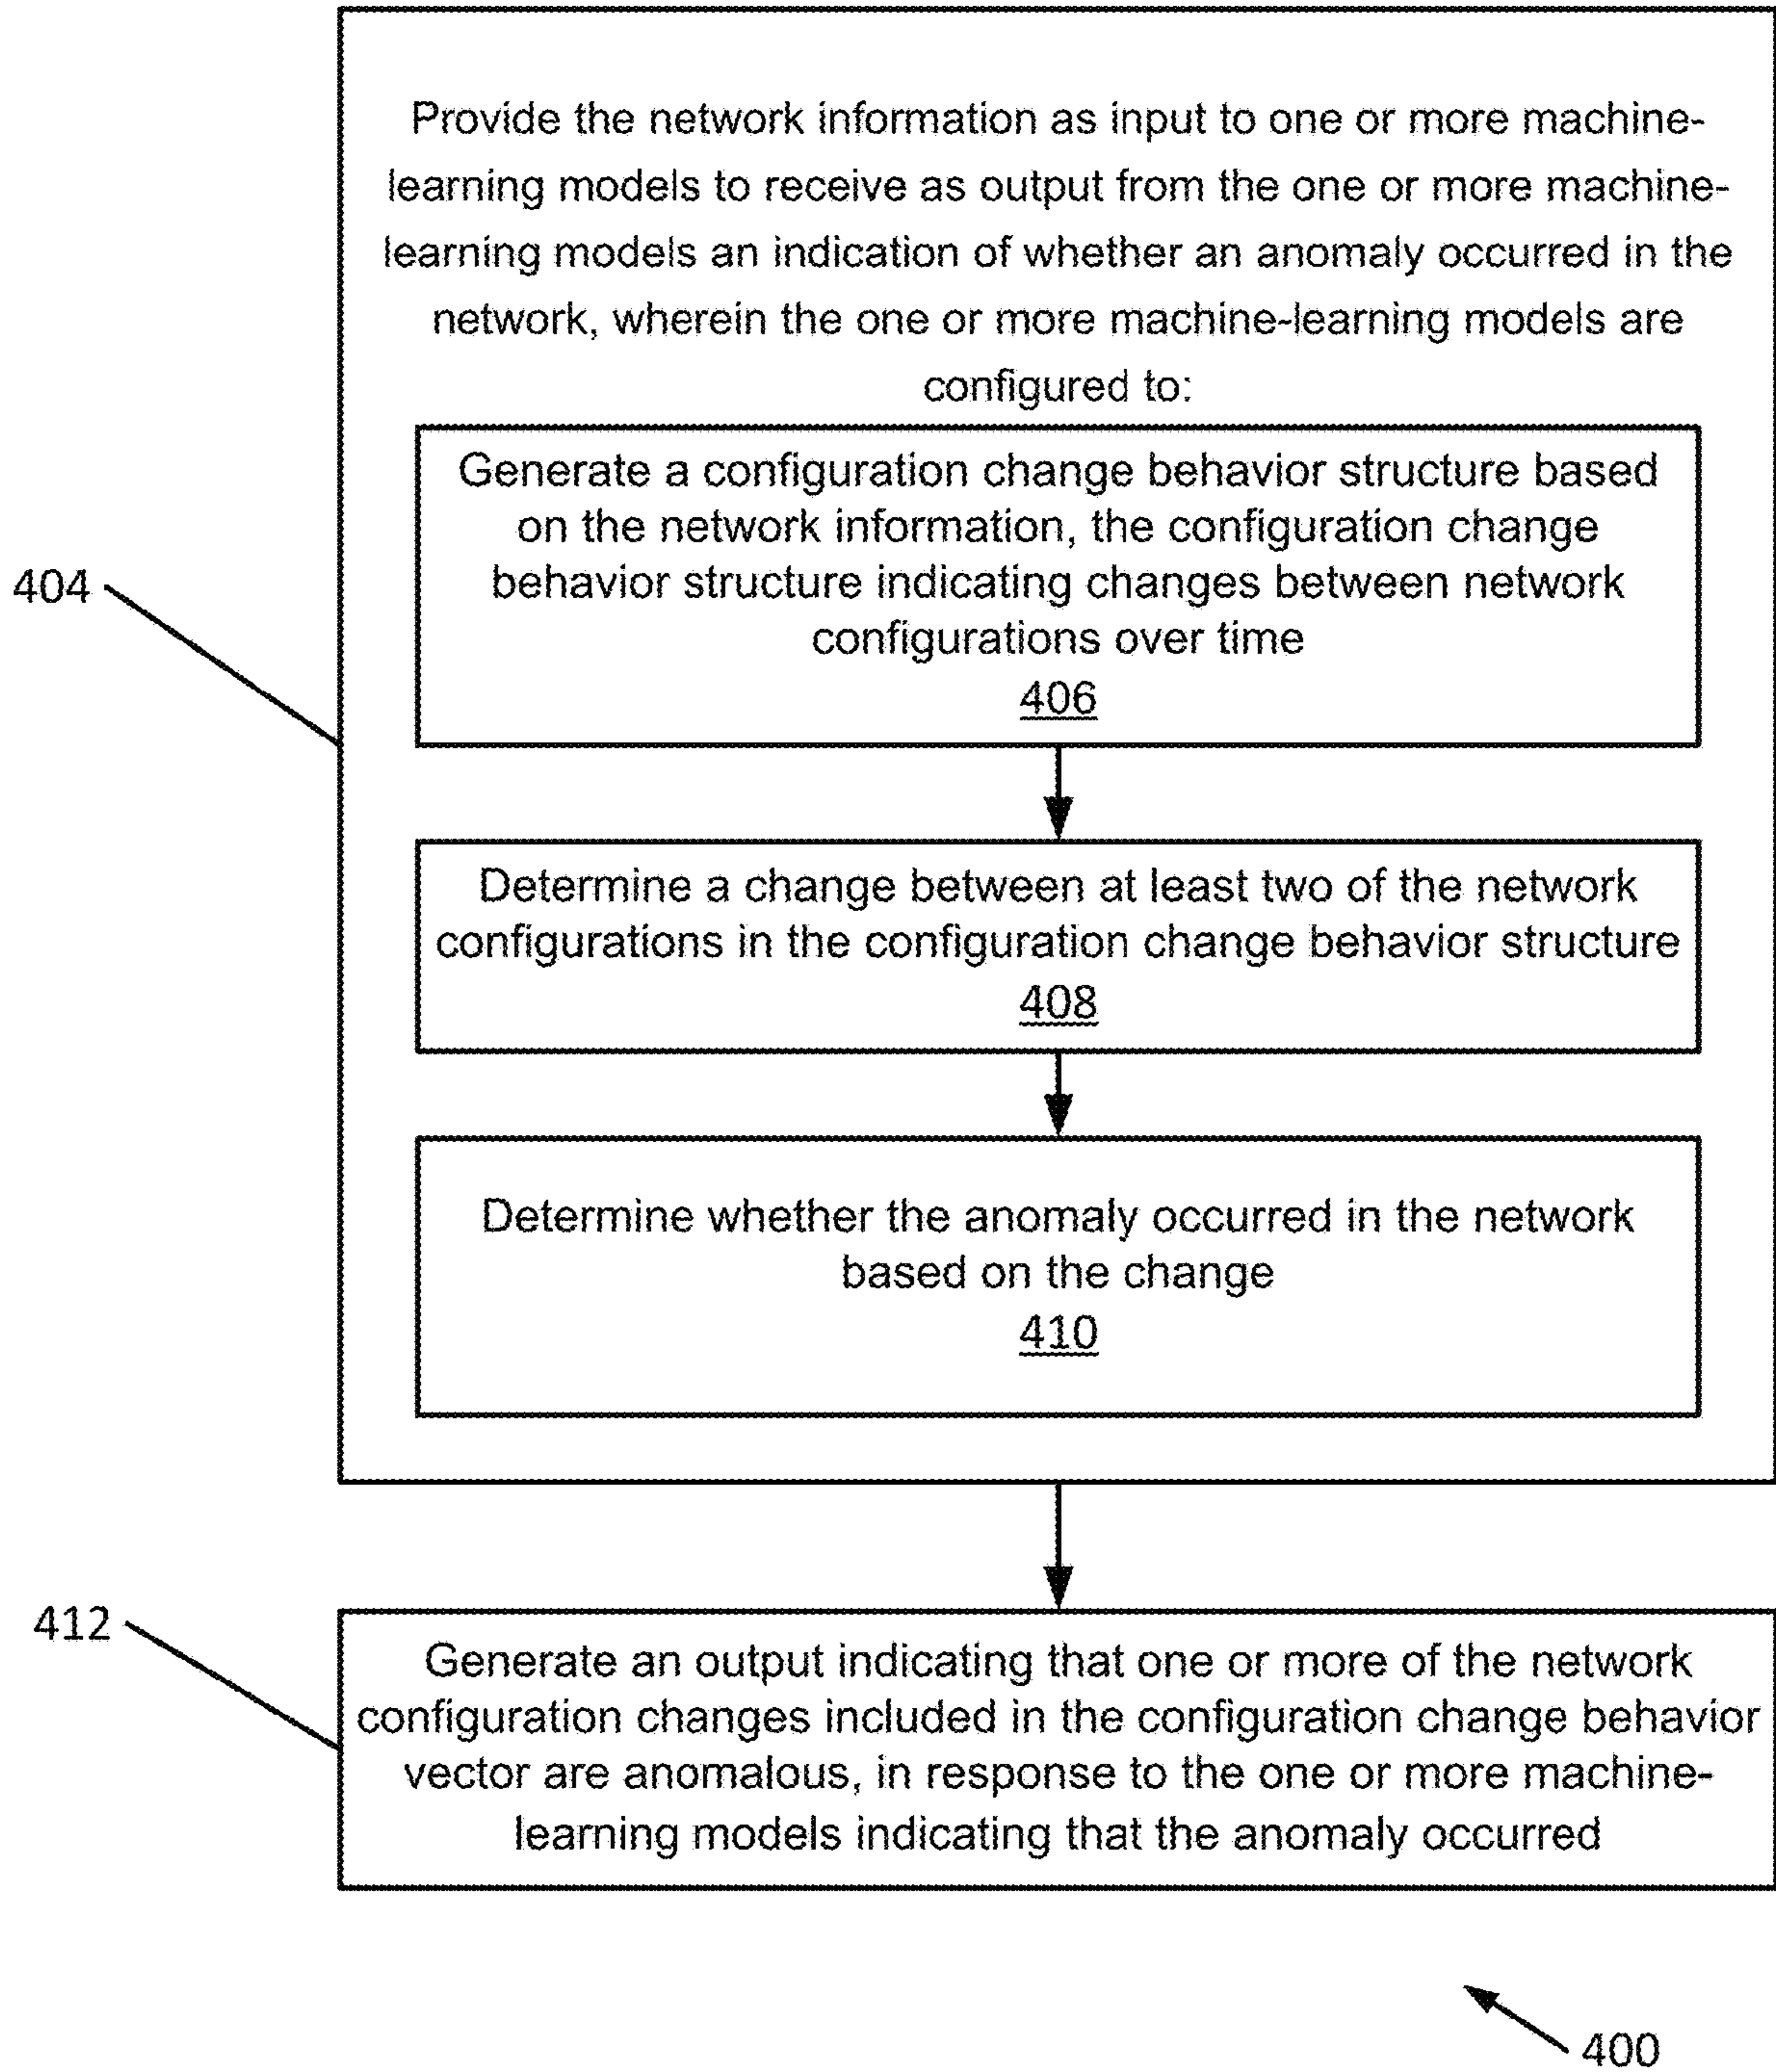 Provide the network information as input to one or more machine-
learning models to receive as output from the one or more machine-
learning models an indication of whether an anomaly occurred in the
network, wherein the one or more machine-learning models are
configured to:
Generate a configuration change behavior structure based
on the network information, the configuration change
behavior structure indicating changes between network
configurations over time
406
404
Determine a change between at least two of the network
configurations in the configuration change behavior structure
408
Determine whether the anomaly occurred in the network
based on the change
410
412
Generate an output indicating that one or more of the network
configuration changes included in the configuration change behavior
vector are anomalous, in response to the one or more machine-
learning models indicating that the anomaly occurred
400